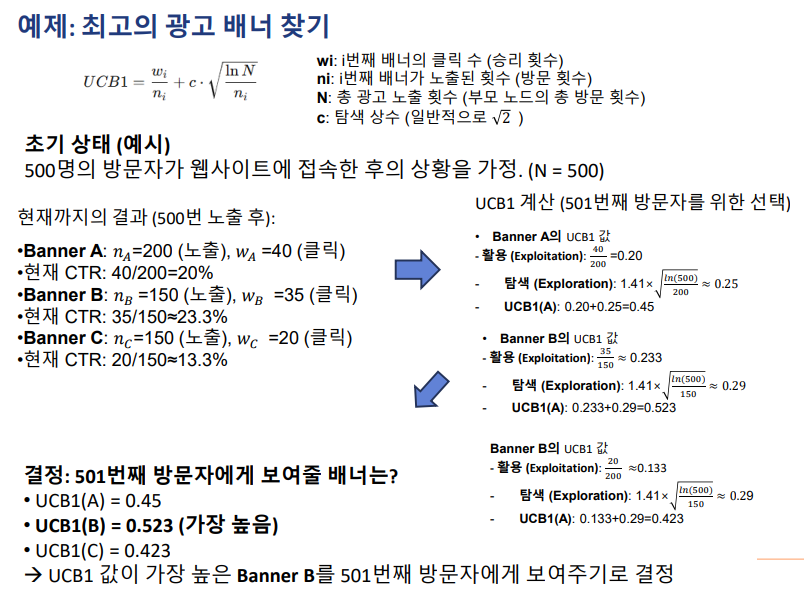 예제: 최고의 광고 배너 찾기
UCB1 = w_i/n_i + c · √(ln N/n_i)
wi: i번째 배너의 클릭 수 (승리 횟수)
ni: i번째 배너가 노출된 횟수 (방문 횟수)
N: 총 광고 노출 횟수 (부모 노드의 총 방문 횟수)
c: 탐색 상수 (일반적으로 √2 )
초기 상태 (예시)
500명의 방문자가 웹사이트에 접속한 후의 상황을 가정. (N = 500)
현재까지의 결과 (500번 노출 후):
•Banner A: n_A=200 (노출), w_A =40 (클릭)
•현재 CTR: 40/200=20%
•Banner B: n_B =150 (노출), w_B =35 (클릭)
•현재 CTR: 35/150≈23.3%
•Banner C: n_C=150 (노출), w_C =20 (클릭)
•현재 CTR: 20/150≈13.3%
UCB1 계산 (501번째 방문자를 위한 선택)
• Banner A의 UCB1 값
- 활용 (Exploitation): 40/200 =0.20
- 탐색 (Exploration): 1.41×√(ln(500)/200) ≈ 0.25
- UCB1(A): 0.20+0.25=0.45
• Banner B의 UCB1 값
- 활용 (Exploitation): 35/150 ≈ 0.233
- 탐색 (Exploration): 1.41×√(ln(500)/150) ≈ 0.29
- UCB1(A): 0.233+0.29=0.523
Banner B의 UCB1 값
- 활용 (Exploitation): 20/200 ≈0.133
- 탐색 (Exploration): 1.41×√(ln(500)/150) ≈ 0.29
- UCB1(A): 0.133+0.29=0.423
결정: 501번째 방문자에게 보여줄 배너는?
• UCB1(A) = 0.45
• UCB1(B) = 0.523 (가장 높음)
• UCB1(C) = 0.423
→ UCB1 값이 가장 높은 Banner B를 501번째 방문자에게 보여주기로 결정